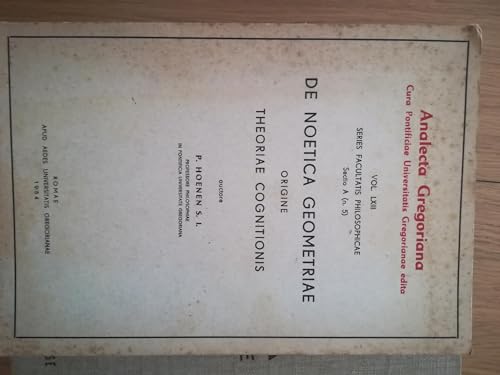 Analecta Gregoriana
Cura Pontificiae Universitatis Gregorianae edita
VOL. LXIII
SERIES FACULTATIS PHILOSOPHICAE
Sectio A (n. 5)
DE NOETICA GEOMETRIAE
ORIGINE
THEORIAE COGNITIONIS
auctore
P. HOENEN S. I.
PROFESSORE PHILOSOPHIAE
IN PONTIFICIA UNIVERSITATE GREGORIANA
ROMAE
1954
APUD AEDES UNIVERSITATIS GREGORIANAE